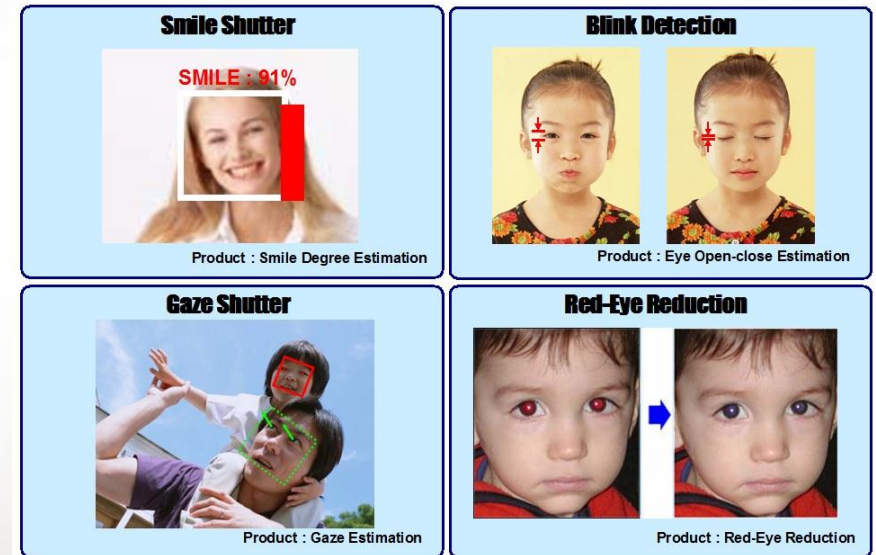 Smile Shutter
SMILE : 91%
Product : Smile Degree Estimation
Blink Detection
Product : Eye Open-close Estimation
Gaze Shutter
Product : Gaze Estimation
Red-Eye Reduction
Product : Red-Eye Reduction